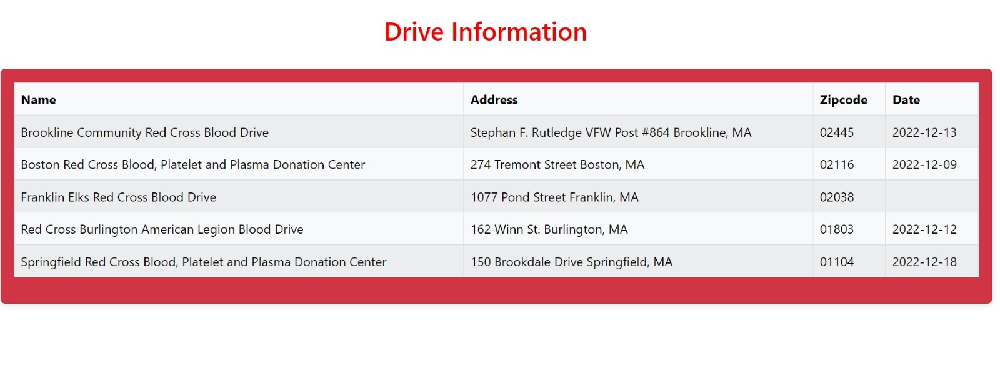 Drive Information
Name Address Zipcode Date
Brookline Community Red Cross Blood Drive Stephan F. Rutledge VFW Post #864 Brookline, MA 02445 2022-12-13
Boston Red Cross Blood, Platelet and Plasma Donation Center 274 Tremont Street Boston, MA 02116 2022-12-09
Franklin Elks Red Cross Blood Drive 1077 Pond Street Franklin, MA 02038
Red Cross Burlington American Legion Blood Drive 162 Winn St. Burlington, MA 01803 2022-12-12
Springfield Red Cross Blood, Platelet and Plasma Donation Center 150 Brookdale Drive Springfield, MA 01104 2022-12-18